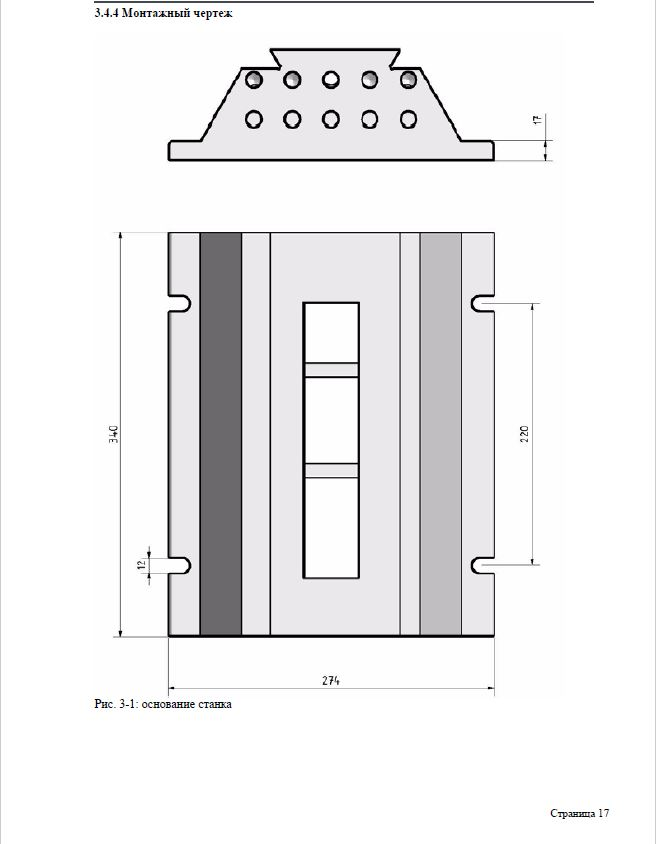 3.4.4 Монтажный чертеж
17
340
220
12
274
Рис. 3-1: основание станка
Страница 17